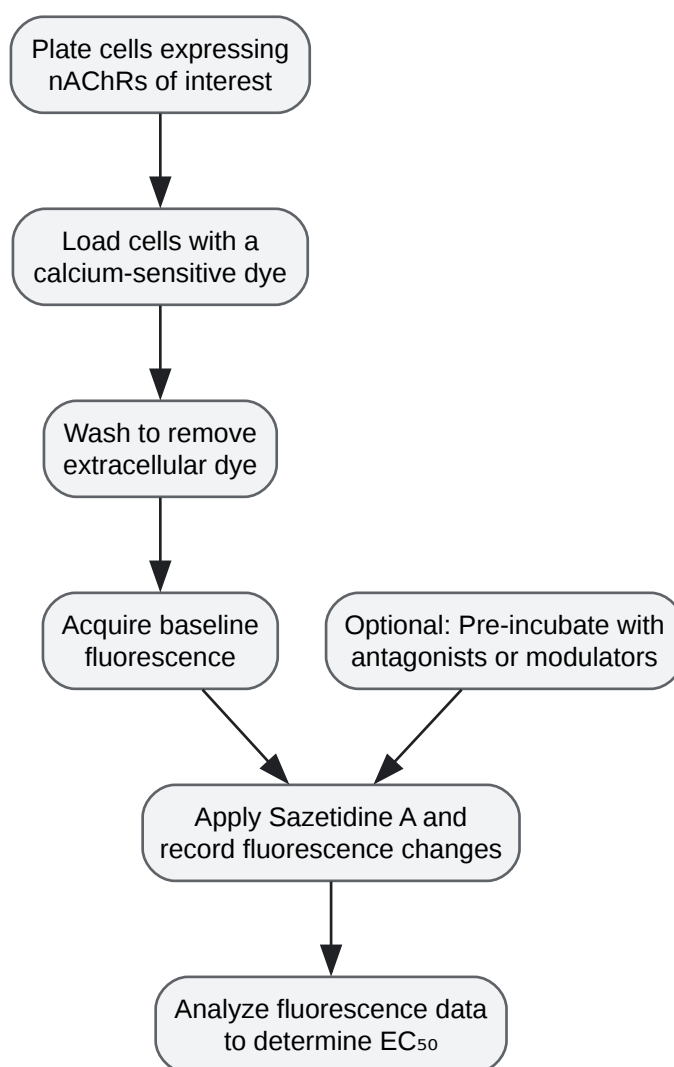 Plate cells expressing
nAChRs of interest
Load cells with a
calcium-sensitive dye
Wash to remove
extracellular dye
Acquire baseline
fluorescence
Optional: Pre-incubate with
antagonists or modulators
Apply Sazetidine A and
record fluorescence changes
Analyze fluorescence data
to determine EC₅₀